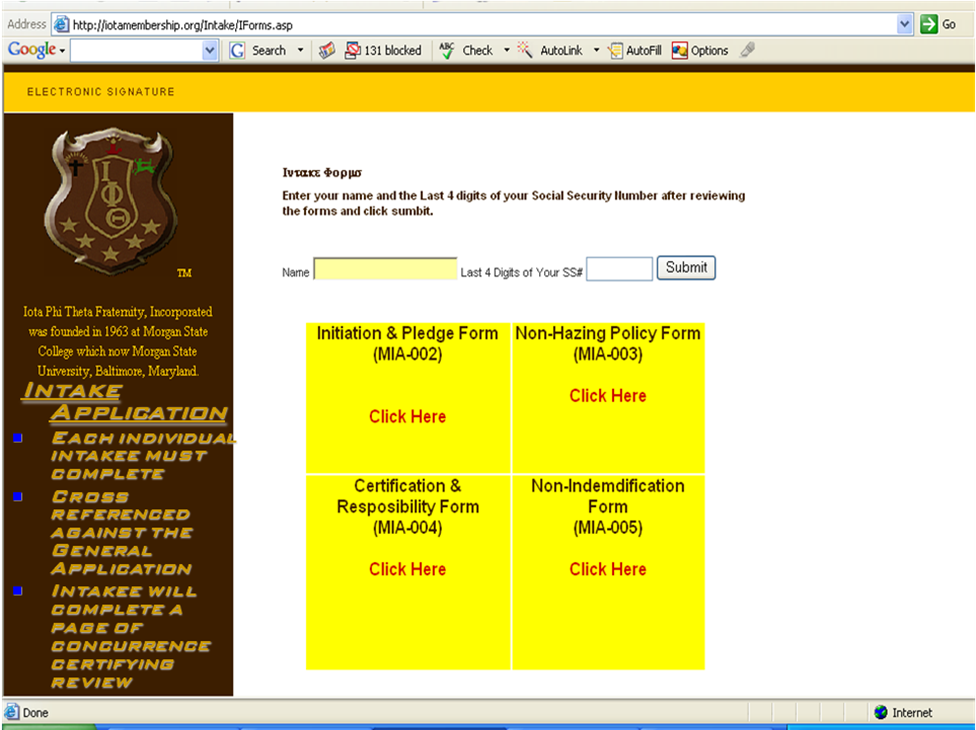 Address http://iotamembership.org/Intake/IForms.asp Go
Google Search 131 blocked ABC Check AutoLink AutoFill Options
ELECTRONIC SIGNATURE
ΙΦΘ
TM
Iota Phi Theta Fraternity, Incorporated
was founded in 1963 at Morgan State
College which now Morgan State
University, Baltimore, Maryland.
Intake
Application
Each individual
intakee must
complete
Cross
referenced
against the
General
Application
Intakee will
complete a
page of
concurrence
certifying
review
Ιντακε Φορμσ
Enter your name and the Last 4 digits of your Social Security Number after reviewing
the forms and click sumbit.
Name Last 4 Digits of Your SS# Submit
Initiation & Pledge Form
(MIA-002)
Click Here
Non-Hazing Policy Form
(MIA-003)
Click Here
Certification &
Resposibility Form
(MIA-004)
Click Here
Non-Indemdification
Form
(MIA-005)
Click Here
Done Internet